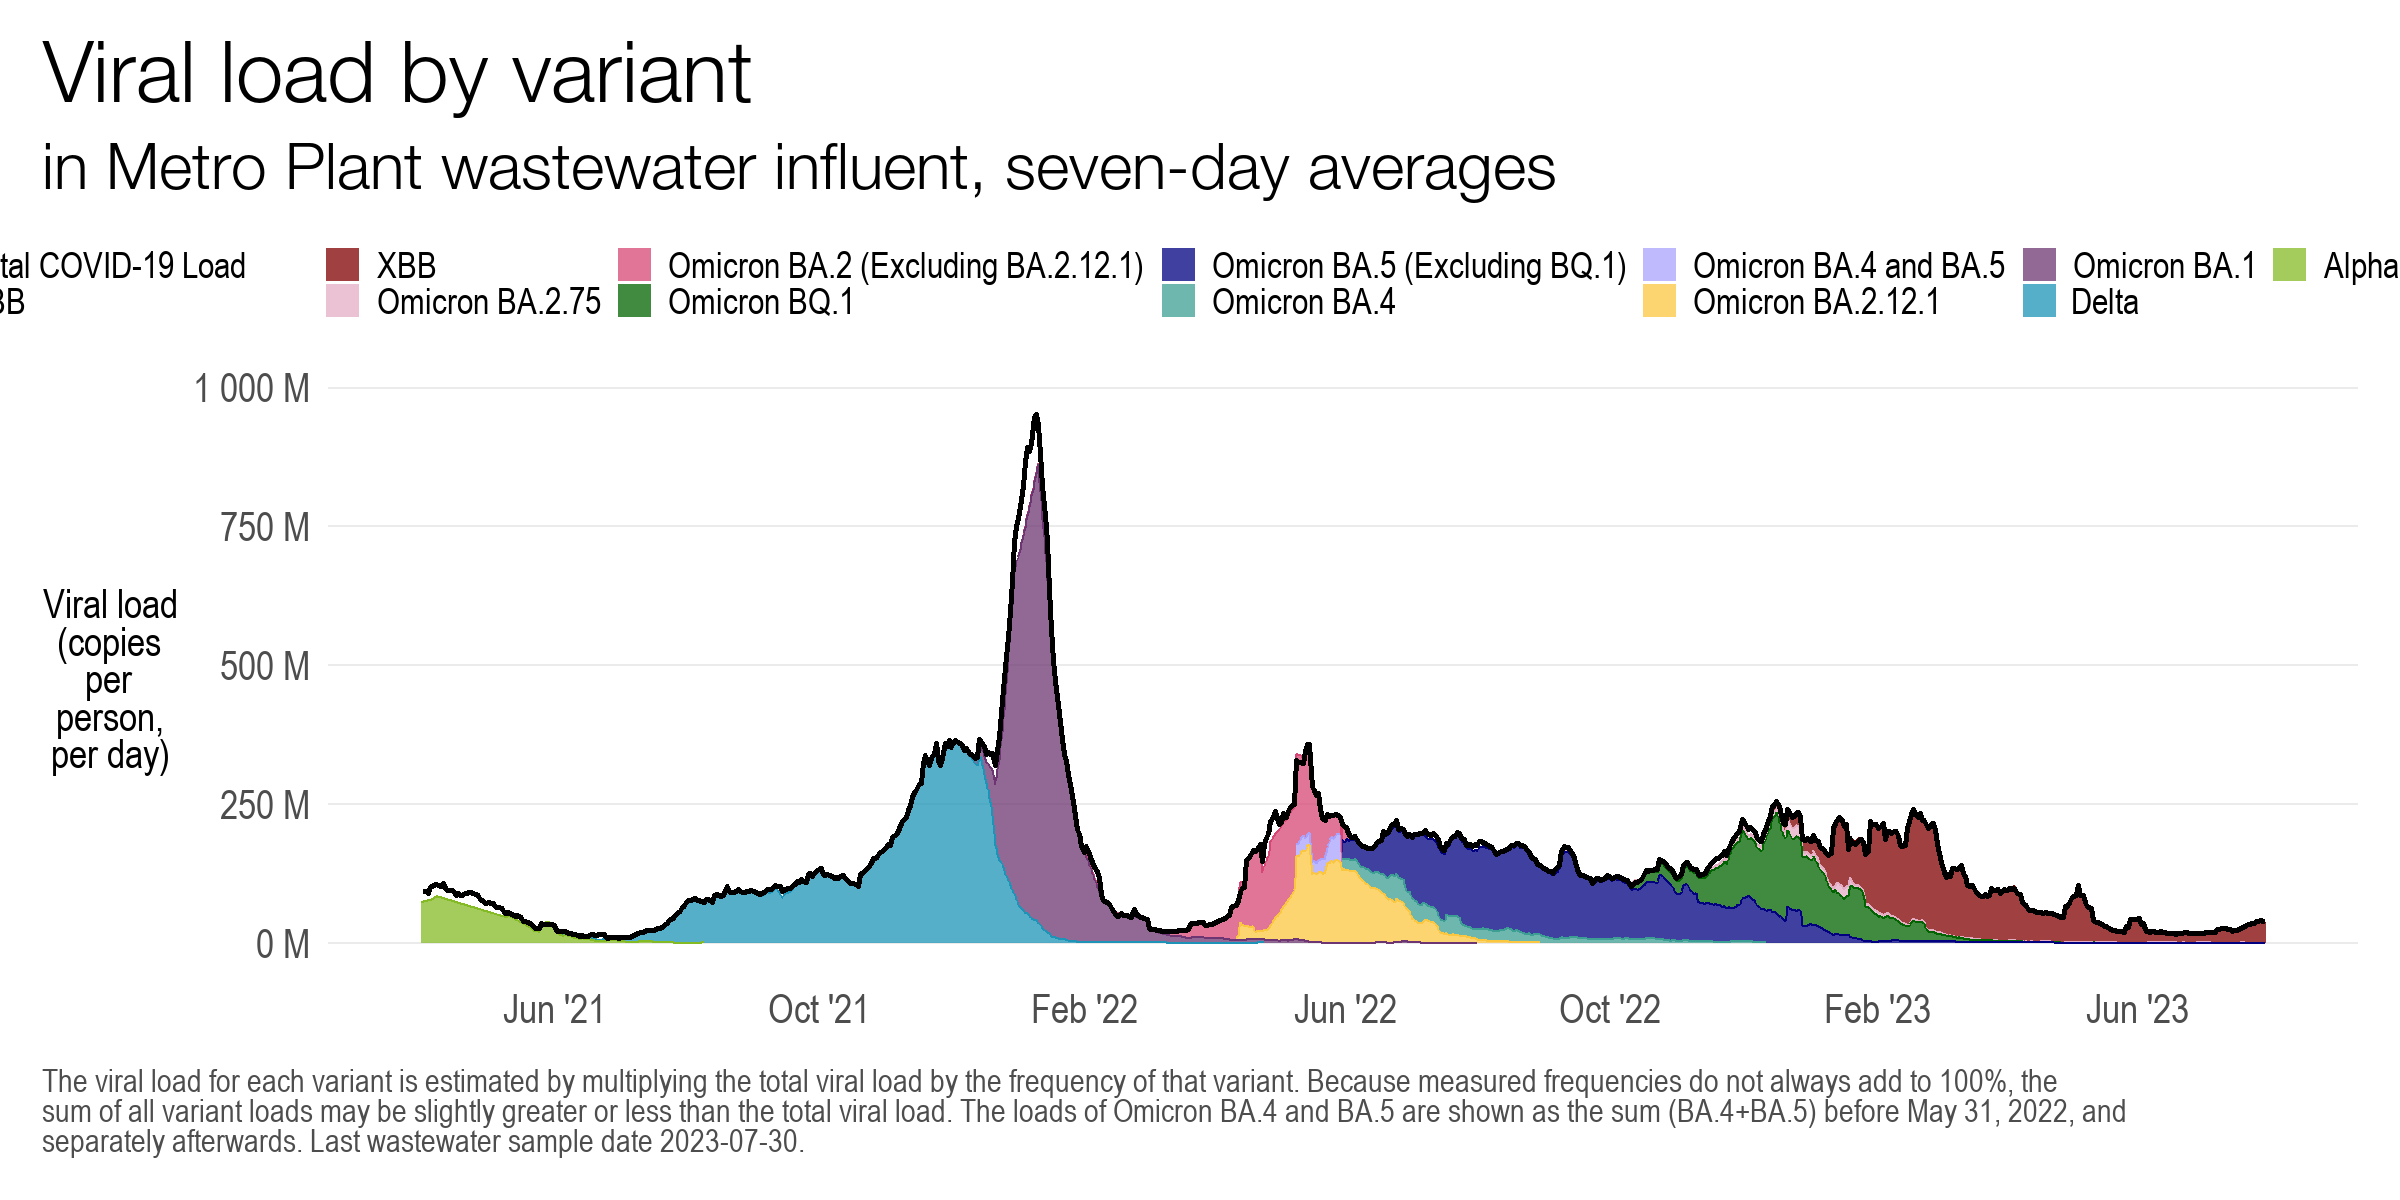 Viral load by variant
in Metro Plant wastewater influent, seven-day averages
tal COVID-19 Load XBB Omicron BA.2 (Excluding BA.2.12.1) Omicron BA.5 (Excluding BQ.1) Omicron BA.4 and BA.5 Omicron BA.1 Alpha
BB Omicron BA.2.75 Omicron BQ.1 Omicron BA.4 Omicron BA.2.12.1 Delta
1 000 M
750 M
500 M
250 M
0 M
Viral load
(copies
per
person,
per day)
Jun '21 Oct '21 Feb '22 Jun '22 Oct '22 Feb '23 Jun '23
The viral load for each variant is estimated by multiplying the total viral load by the frequency of that variant. Because measured frequencies do not always add to 100%, the
sum of all variant loads may be slightly greater or less than the total viral load. The loads of Omicron BA.4 and BA.5 are shown as the sum (BA.4+BA.5) before May 31, 2022, and
separately afterwards. Last wastewater sample date 2023-07-30.